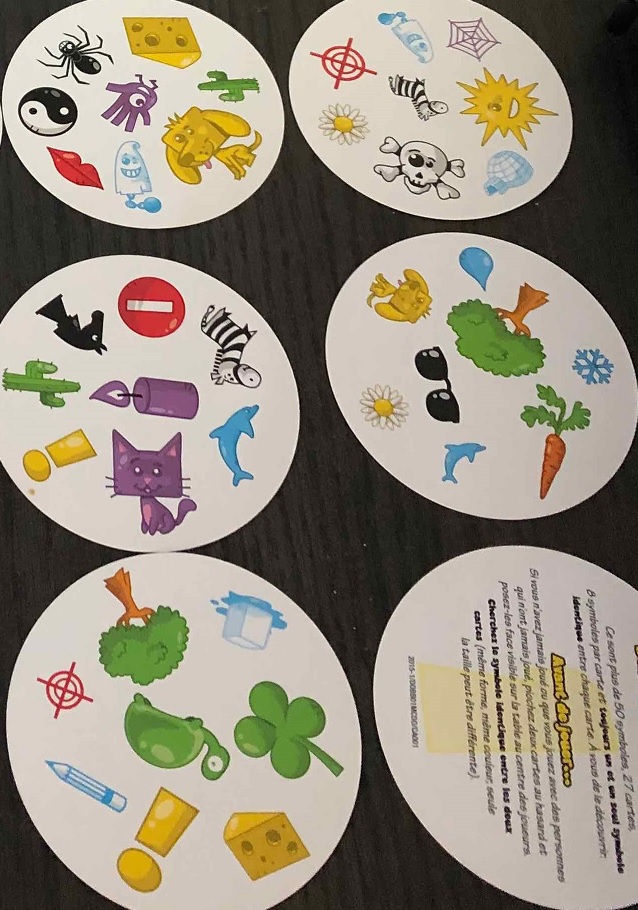 Ce sont plus de 50 symboles, 27 cartes,
8 symboles par carte et toujours un et un seul symbole
identique entre chaque carte. A vous de le découvrir.
Avant de jouer...
Si vous n'avez jamais joué ou que vous jouez avec des personnes
qui n'ont jamais joué, piochez deux cartes au hasard et
posez-les face visible sur la table au centre des joueurs.
Cherchez le symbole identique entre les deux
cartes (même forme, même couleur, seule
la taille peut être différente).